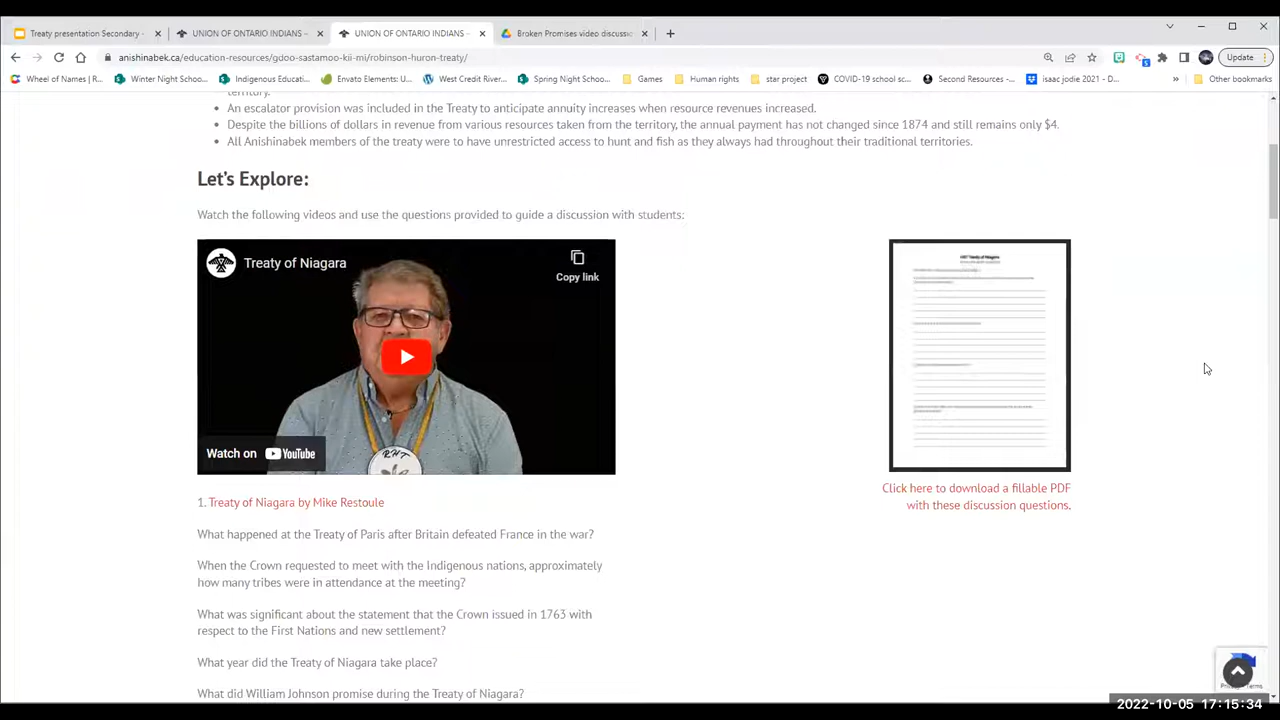 Treaty presentation Secondary -
UNION OF ONTARIO INDIANS -
UNION OF ONTARIO INDIANS -
Broken Promises video discussi
anishinabek.ca/education-resources/gdoo-sastamoo-kii-mi/robinson-huron-treaty/
Update
Wheel of Names | R...
Winter Night Schoo...
Indigenous Educati...
Envato Elements: U...
West Credit River...
Spring Night Schoo...
Games
Human rights
star project
COVID-19 school sc...
Second Resources -...
isaac jodie 2021 - D...
»
Other bookmarks
territory.
• An escalator provision was included in the Treaty to anticipate annuity increases when resource revenues increased.
• Despite the billions of dollars in revenue from various resources taken from the territory, the annual payment has not changed since 1874 and still remains only $4.
• All Anishinabek members of the treaty were to have unrestricted access to hunt and fish as they always had throughout their traditional territories.
Let's Explore:
Watch the following videos and use the questions provided to guide a discussion with students:
Treaty of Niagara
Copy link
RHT
Watch on YouTube
HRT Treaty of Niagara
Click here to download a fillable PDF
with these discussion questions.
1. Treaty of Niagara by Mike Restoule
What happened at the Treaty of Paris after Britain defeated France in the war?
When the Crown requested to meet with the Indigenous nations, approximately
how many tribes were in attendance at the meeting?
What was significant about the statement that the Crown issued in 1763 with
respect to the First Nations and new settlement?
What year did the Treaty of Niagara take place?
What did William Johnson promise during the Treaty of Niagara?
2022-10-05 17:15:34